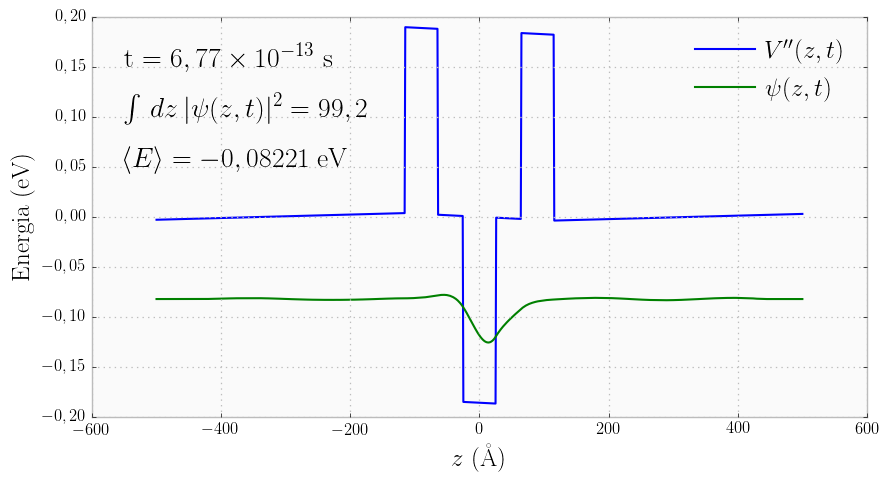 t = 6,77 × 10⁻¹³ s
∫ dz |ψ(z,t)|² = 99,2
⟨E⟩ = −0,08221 eV
V''(z,t)
ψ(z,t)
Energia (eV)
0,20
0,15
0,10
0,05
0,00
−0,05
−0,10
−0,15
−0,20
−600
−400
−200
0
200
400
600
z (Å)